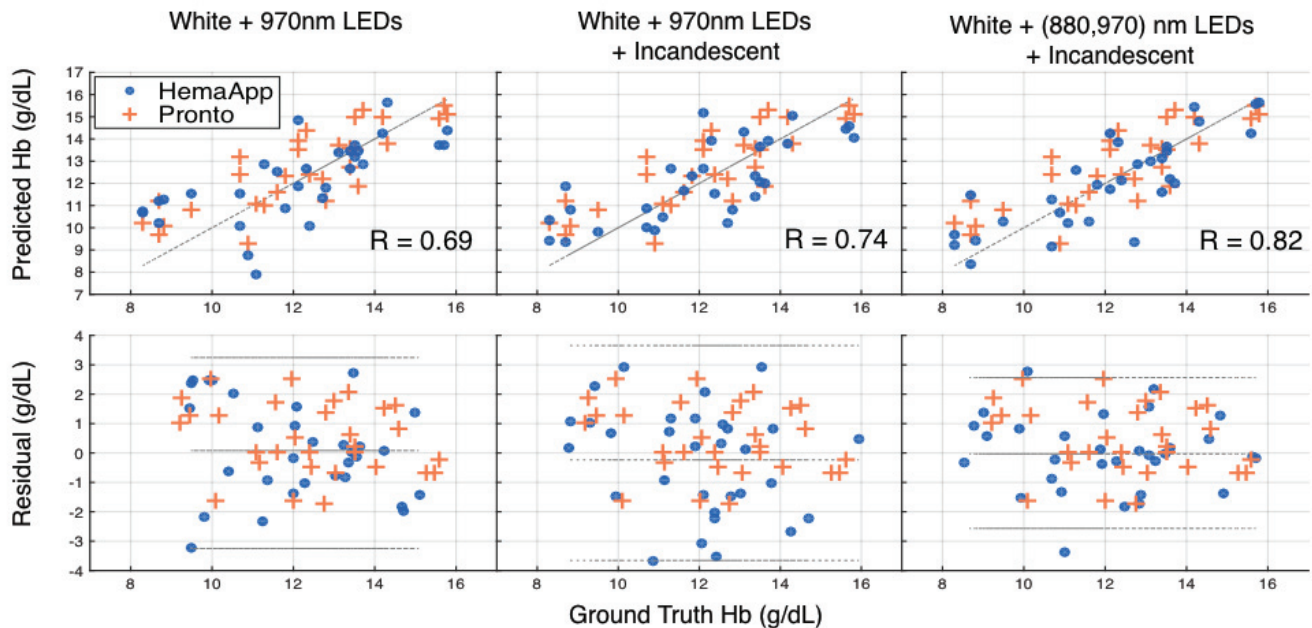 White + 970nm LEDs
White + 970nm LEDs
+ Incandescent
White + (880,970) nm LEDs
+ Incandescent
Predicted Hb (g/dL)
17
16
15
14
13
12
11
10
9
8
7
HemaApp
Pronto
R = 0.69
R = 0.74
R = 0.82
8 10 12 14 16
8 10 12 14 16
8 10 12 14 16
Residual (g/dL)
4
3
2
1
0
-1
-2
-3
-4
8 10 12 14 16
8 10 12 14 16
8 10 12 14 16
Ground Truth Hb (g/dL)